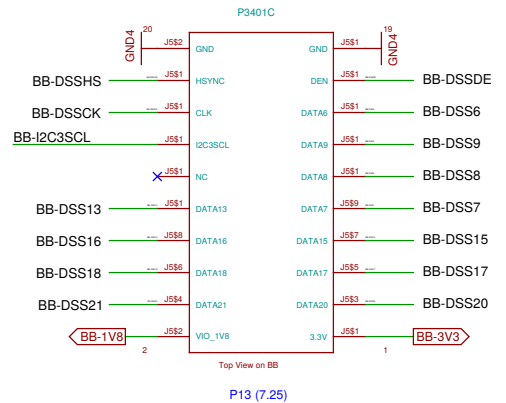 P3401C
20 19
GND4 J5$2 GND GND J5$1 GND4
BB-DSSHS J5$1 HSYNC DEN J5$1 BB-DSSDE
BB-DSSCK J5$1 CLK DATA6 J5$1 BB-DSS6
BB-I2C3SCL J5$1 I2C3SCL DATA9 J5$1 BB-DSS9
J5$1 NC DATA8 J5$1 BB-DSS8
BB-DSS13 J5$1 DATA13 DATA7 J5$9 BB-DSS7
BB-DSS16 J5$8 DATA16 DATA15 J5$7 BB-DSS15
BB-DSS18 J5$6 DATA18 DATA17 J5$5 BB-DSS17
BB-DSS21 J5$4 DATA21 DATA20 J5$3 BB-DSS20
BB-1V8 J5$2 VIO_1V8 3.3V J5$1 BB-3V3
2 1
Top View on BB
P13 (7.25)